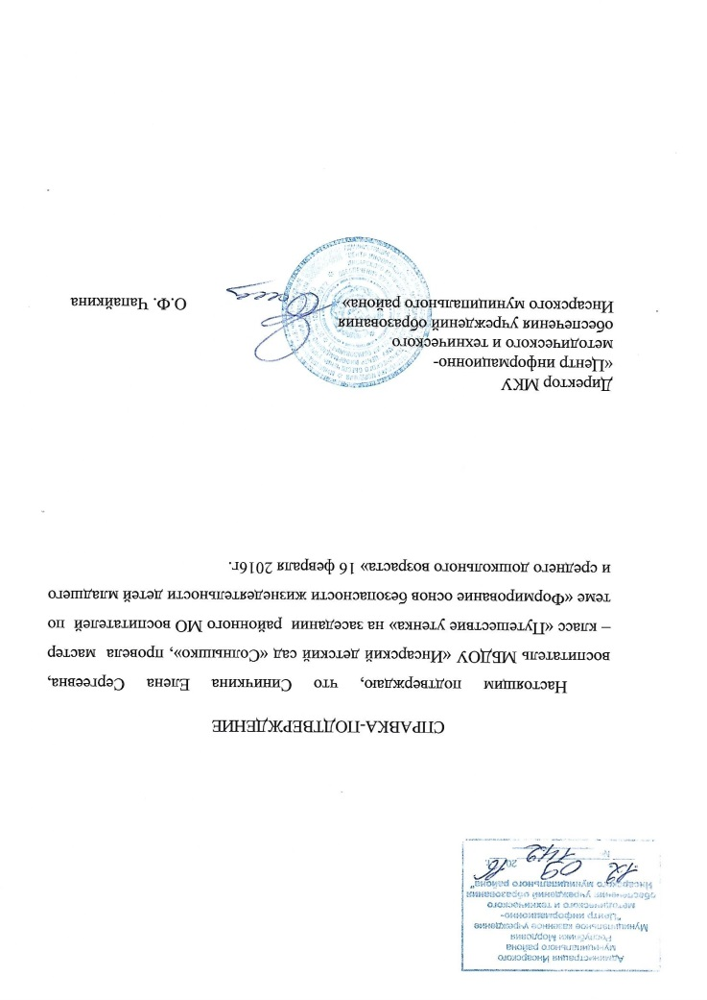 Администрация Инсарского
муниципального района
Республики Мордовия
Муниципальное казенное учреждение
"Центр информационно-
методического и технического
обеспечения учреждений образования
Инсарского муниципального района"
12 09 2016 г.
№ 142
СПРАВКА-ПОДТВЕРЖДЕНИЕ
Настоящим подтверждаю, что Синичкина Елена Сергеевна,
воспитатель МБДОУ «Инсарский детский сад «Солнышко», провела мастер
– класс «Путешествие утенка» на заседании районного МО воспитателей по
теме «Формирование основ безопасности жизнедеятельности детей младшего
и среднего дошкольного возраста» 16 февраля 2016г.
Директор МКУ
«Центр информационно-
методического и технического
обеспечения учреждений образования
Инсарского муниципального района» О.Ф. Чапайкина